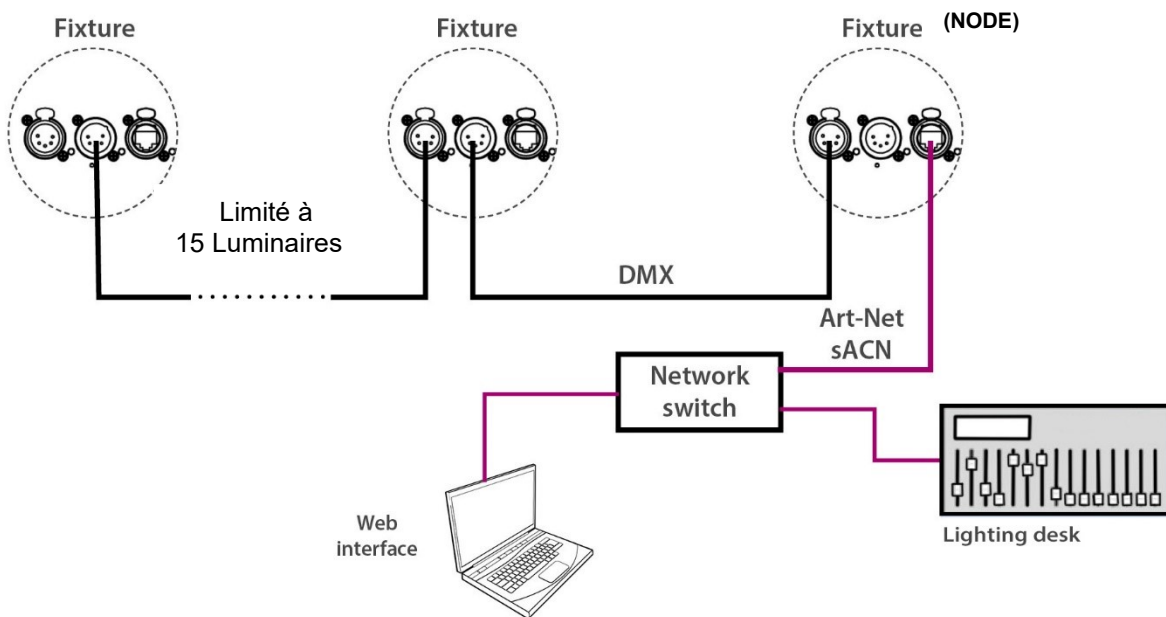 Fixture
Fixture
Fixture (NODE)
Limité à
15 Luminaires
DMX
Art-Net
sACN
Network
switch
Web
interface
Lighting desk